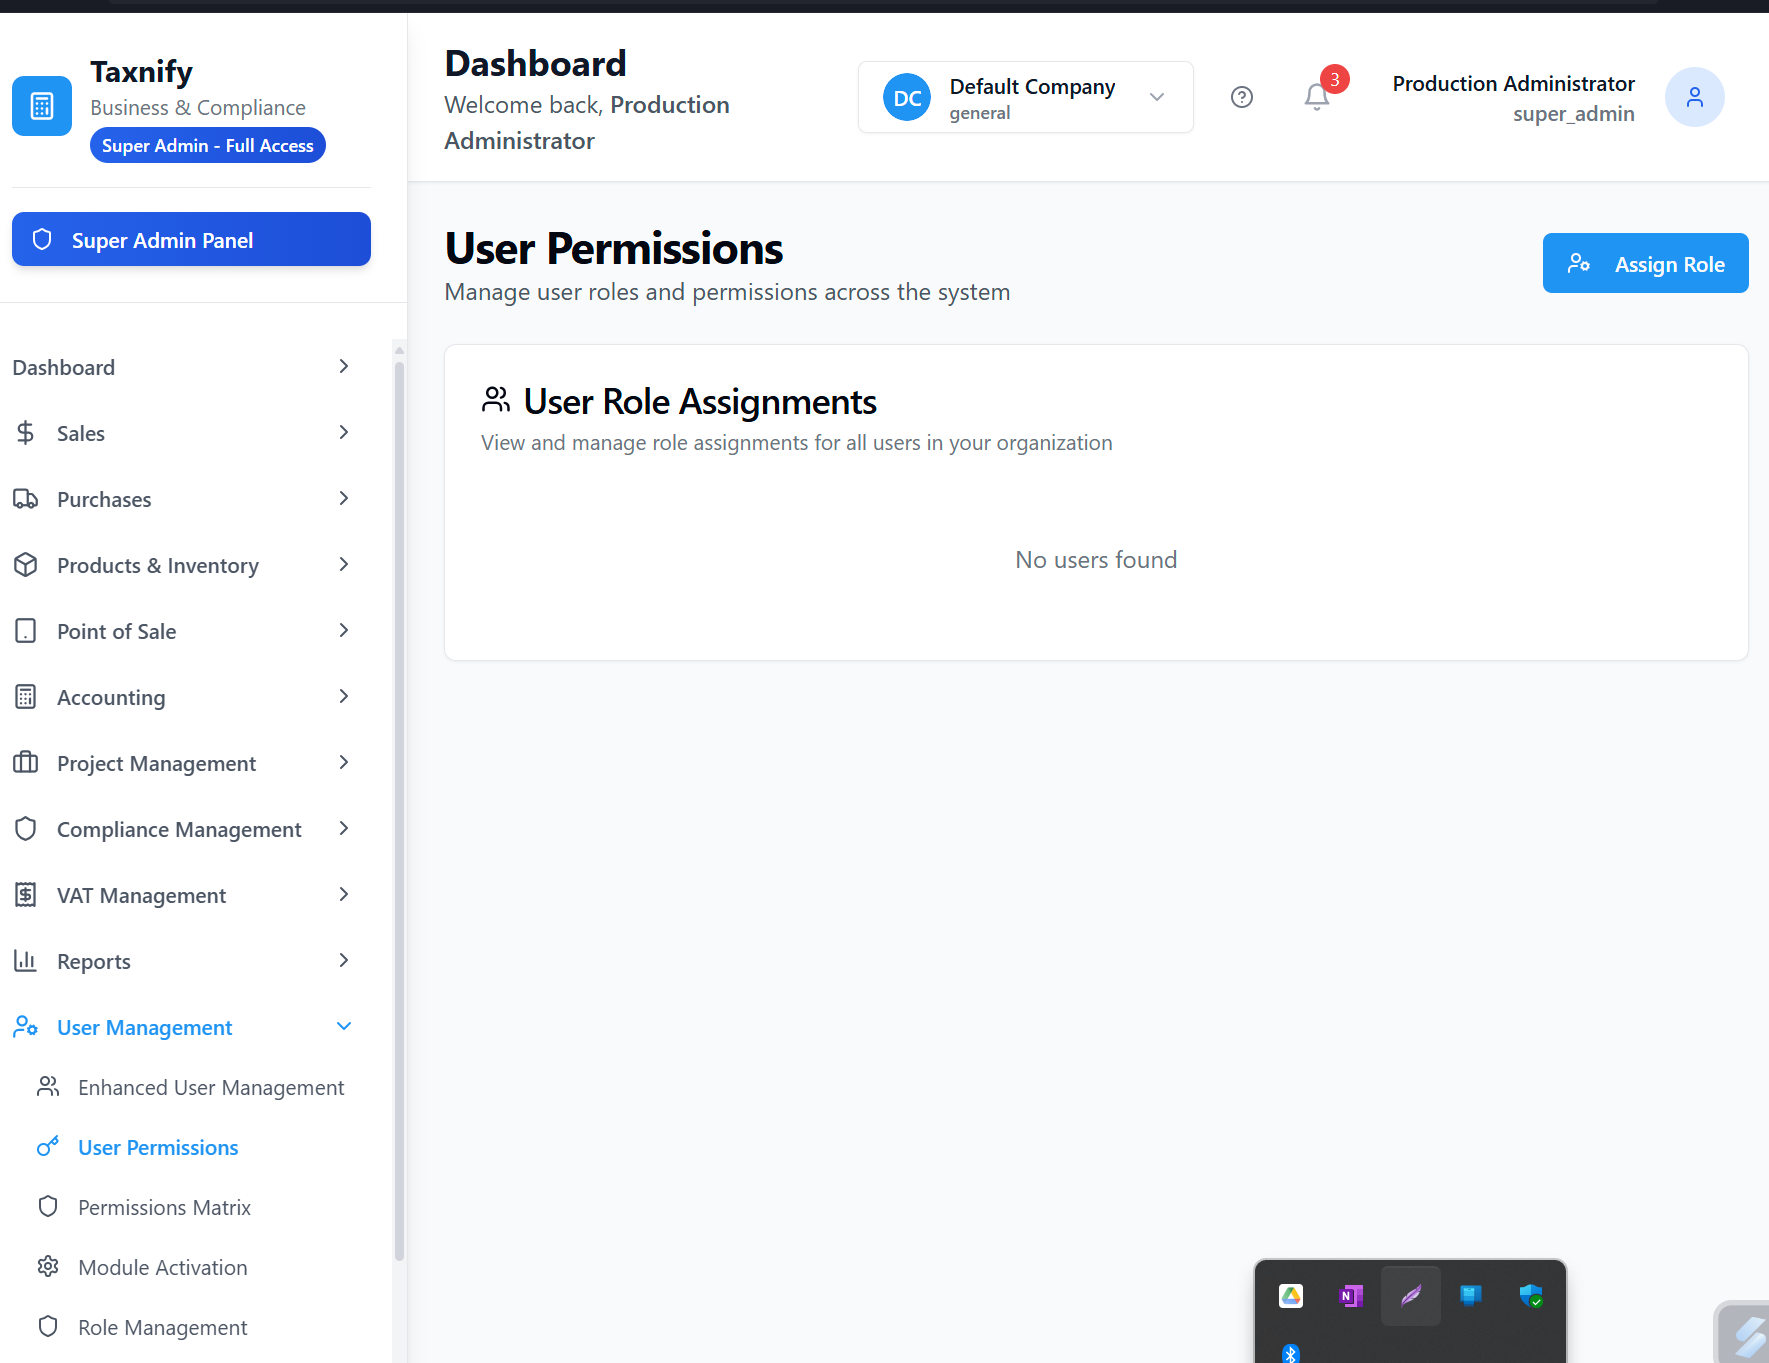 Taxnify
Business & Compliance
Super Admin - Full Access
Super Admin Panel
Dashboard
Sales
Purchases
Products & Inventory
Point of Sale
Accounting
Project Management
Compliance Management
VAT Management
Reports
User Management
Enhanced User Management
User Permissions
Permissions Matrix
Module Activation
Role Management
Dashboard
Welcome back, Production
Administrator
DC
Default Company
general
3
Production Administrator
super_admin
User Permissions
Manage user roles and permissions across the system
Assign Role
User Role Assignments
View and manage role assignments for all users in your organization
No users found
N